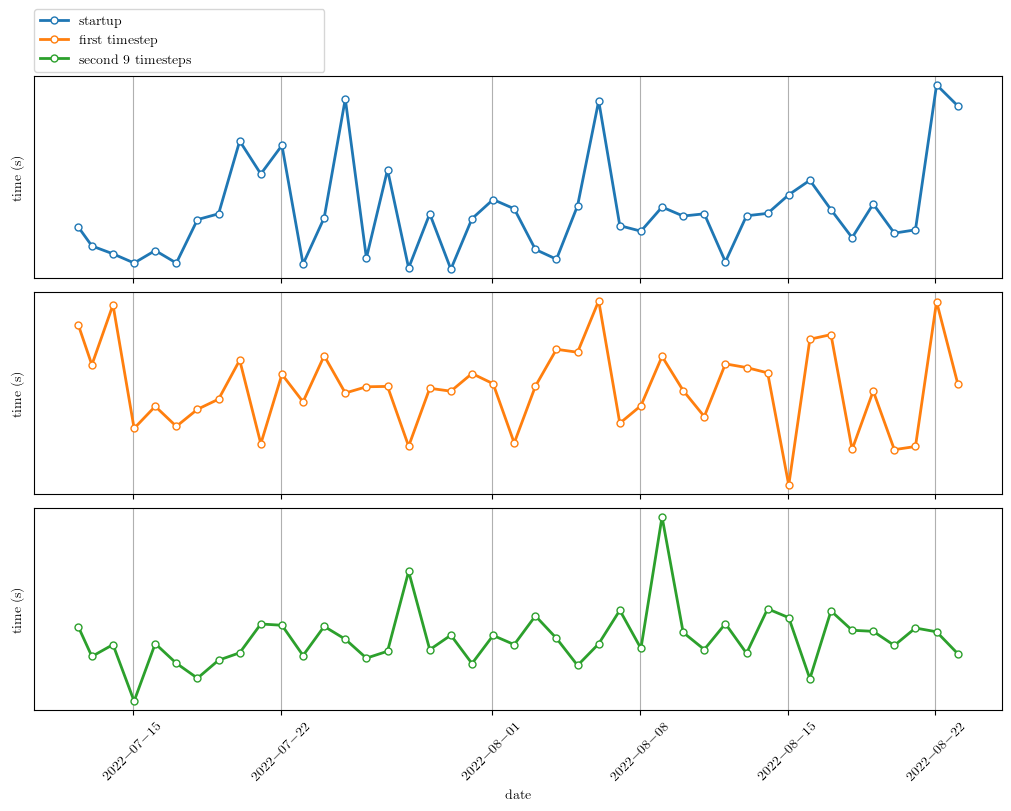 startup
first timestep
second 9 timesteps
time (s)
time (s)
time (s)
2022−07−15
2022−07−22
2022−08−01
2022−08−08
2022−08−15
2022−08−22
date